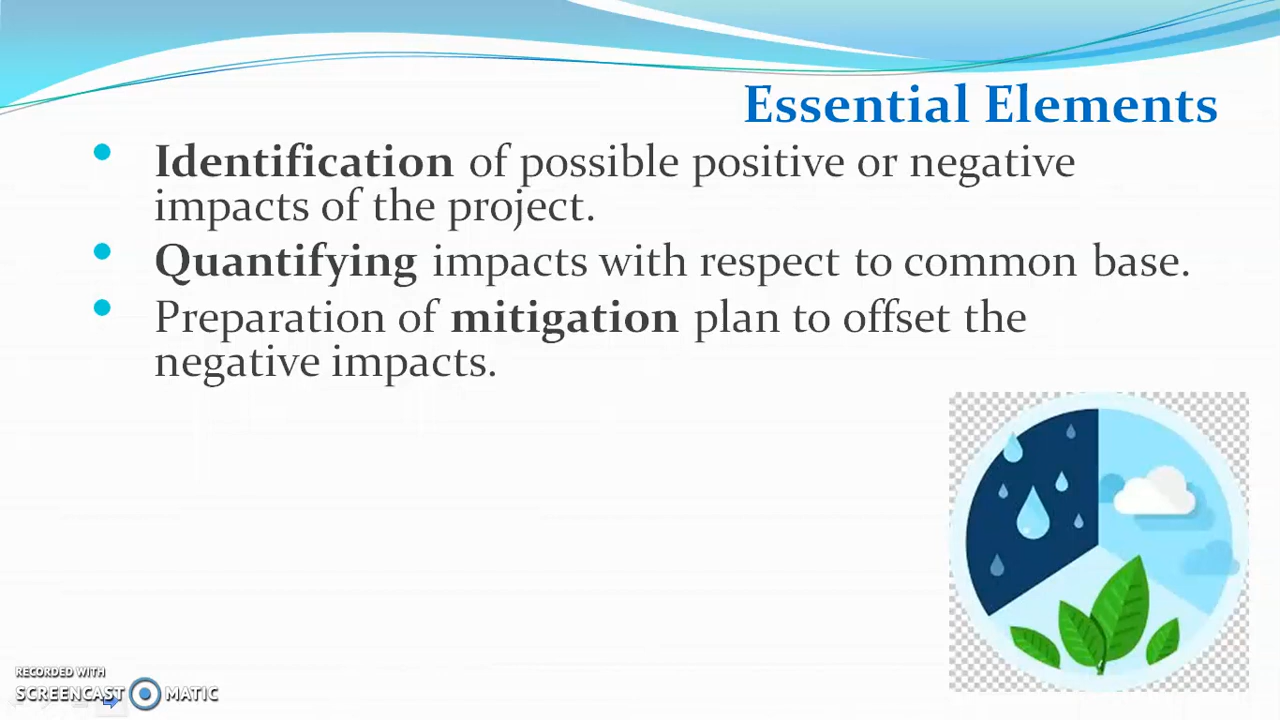 Essential Elements
• Identification of possible positive or negative
impacts of the project.
• Quantifying impacts with respect to common base.
• Preparation of mitigation plan to offset the
negative impacts.
RECORDED WITH
SCREENCAST MATIC